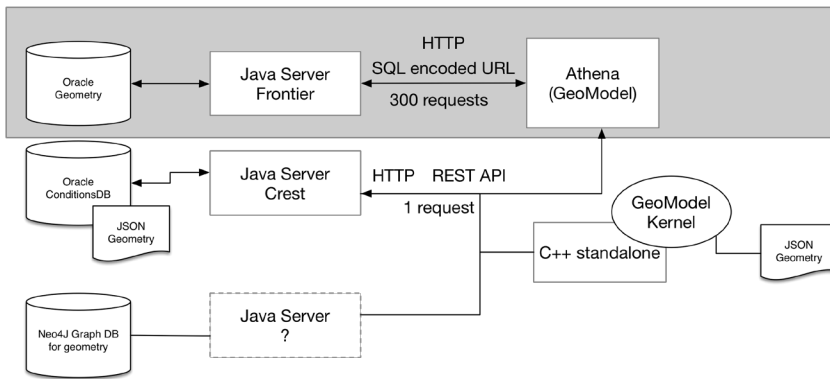 HTTP
SQL encoded URL
300 requests
Oracle
Geometry
Java Server
Frontier
Athena
(GeoModel)
Oracle
ConditionsDB
JSON
Geometry
Java Server
Crest
HTTP REST API
1 request
GeoModel
Kernel
C++ standalone
JSON
Geometry
Neo4J Graph DB
for geometry
Java Server
?